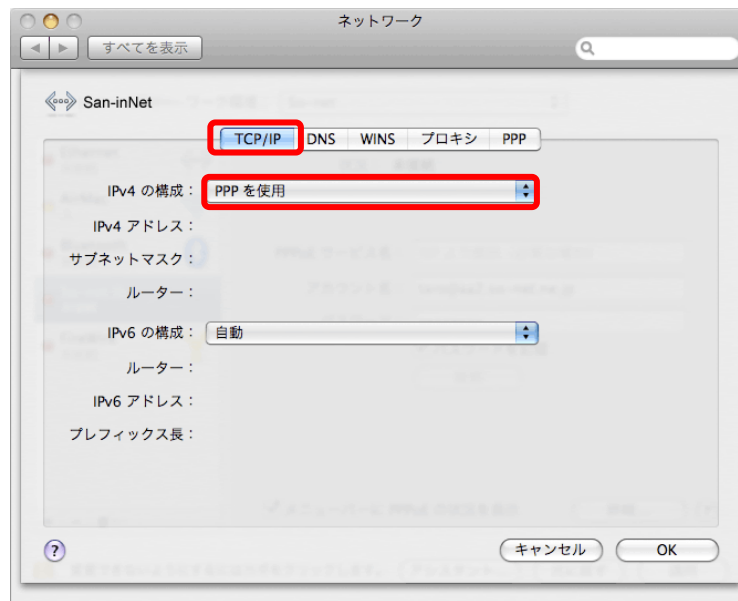 ネットワーク
すべてを表示
San-inNet
TCP/IP DNS WINS プロキシ PPP
IPv4 の構成： PPP を使用
IPv4 アドレス：
サブネットマスク：
ルーター：
IPv6 の構成： 自動
ルーター：
IPv6 アドレス：
プレフィックス長：
? キャンセル OK